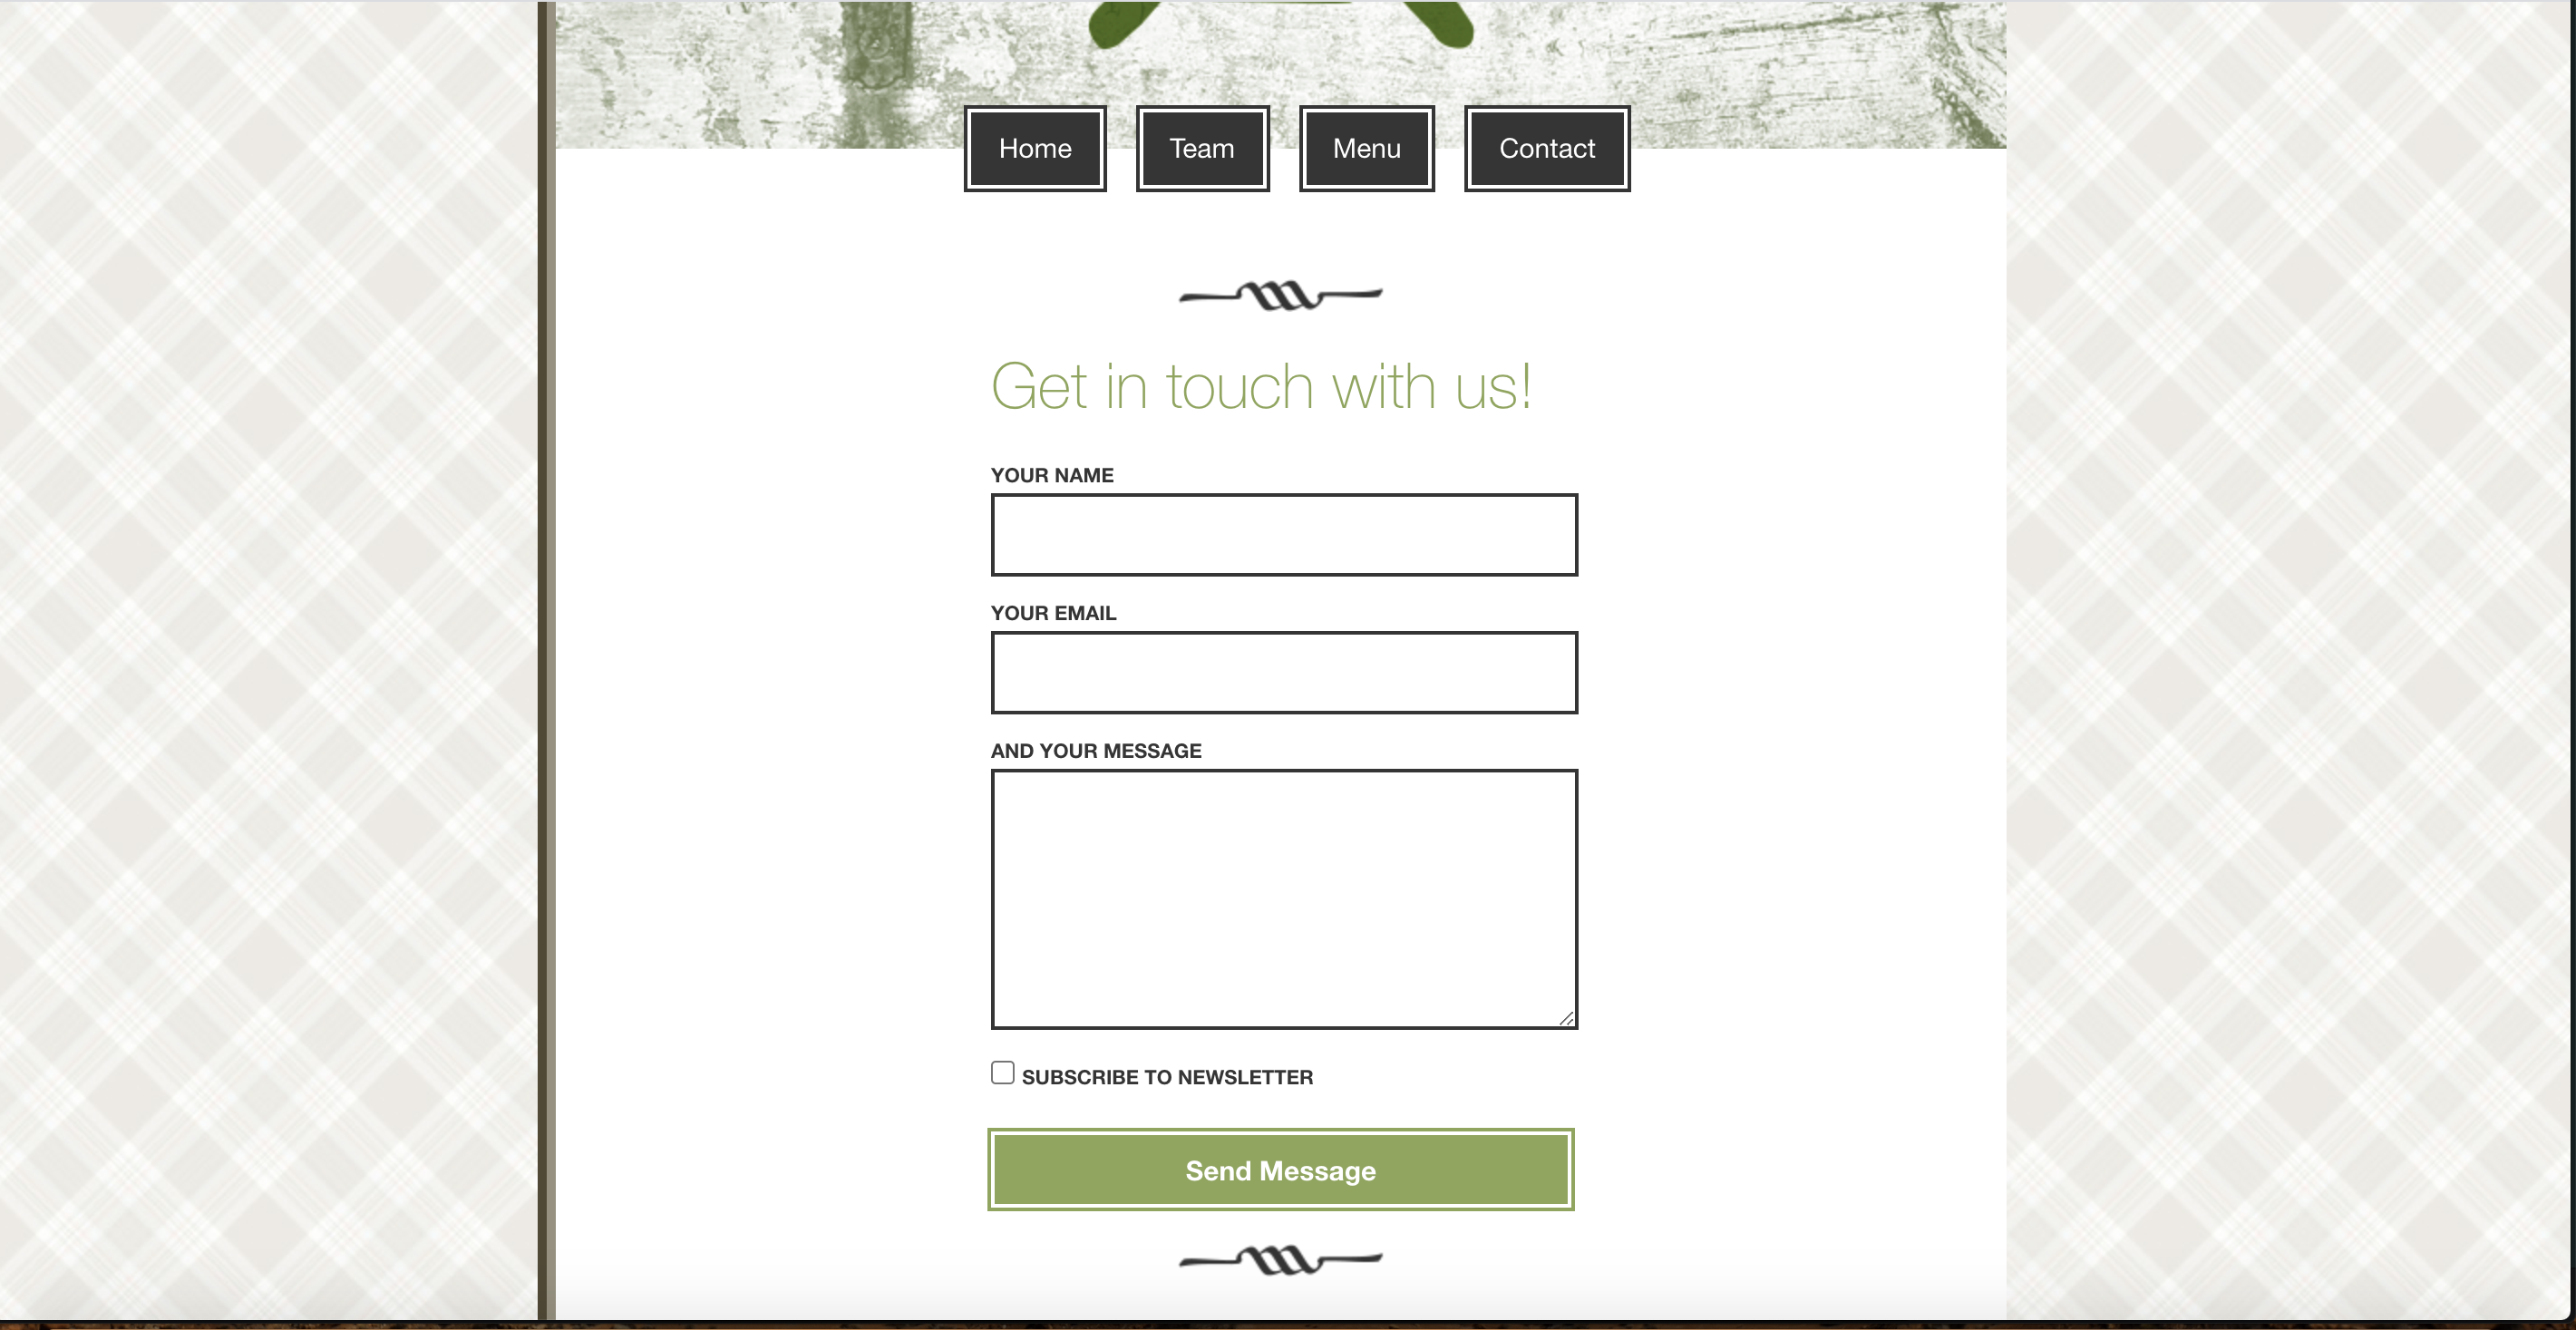 Home Team Menu Contact
Get in touch with us!
YOUR NAME
YOUR EMAIL
AND YOUR MESSAGE
SUBSCRIBE TO NEWSLETTER
Send Message